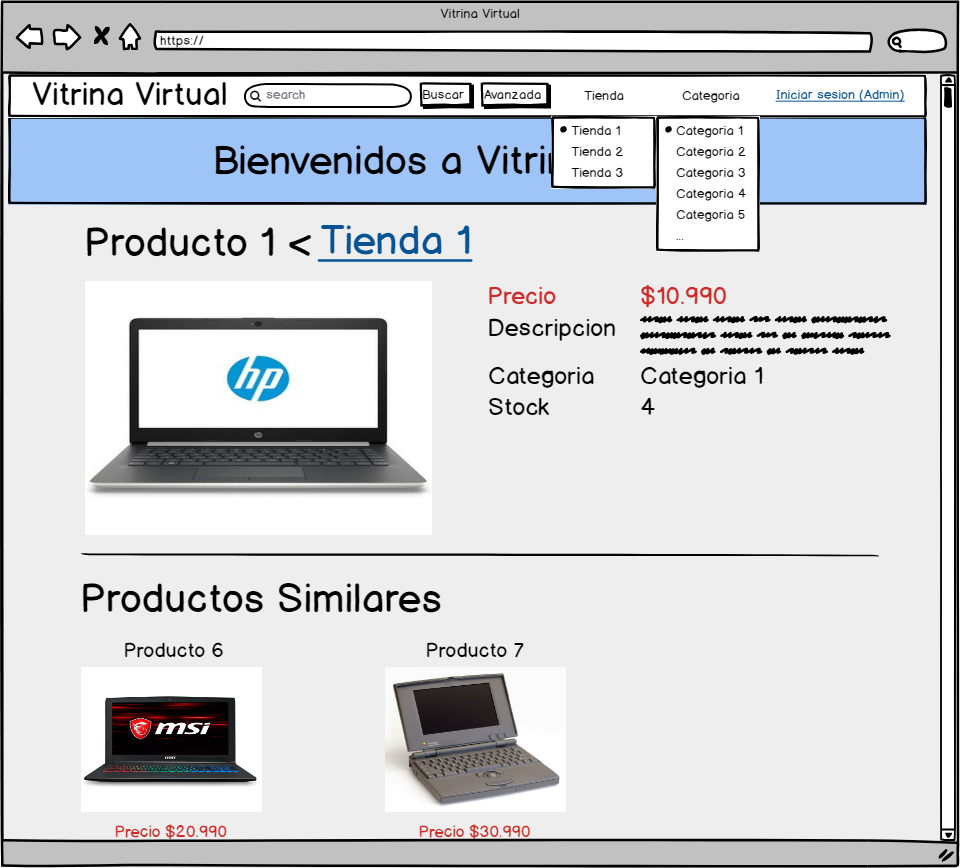 Vitrina Virtual
https://
Vitrina Virtual
search
Buscar
Avanzada
Tienda
Categoria
Iniciar sesion (Admin)
Tienda 1
Tienda 2
Tienda 3
Categoria 1
Categoria 2
Categoria 3
Categoria 4
Categoria 5
...
Bienvenidos a Vitri
Producto 1 < Tienda 1
hp
hp
Precio $10.990
Descripcion
Categoria Categoria 1
Stock 4
Productos Similares
Producto 6
Producto 7
msi
msi
Precio $20.990
Precio $30.990